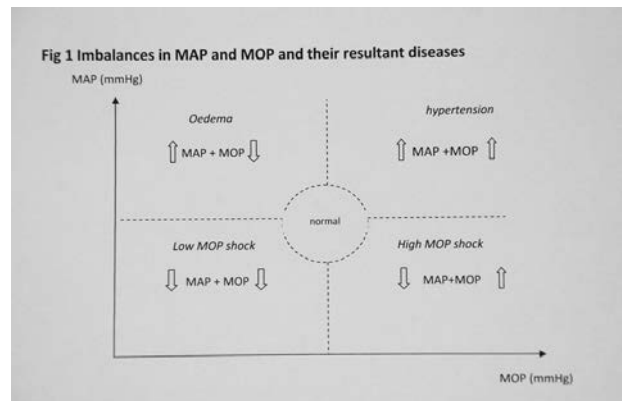 Fig 1 Imbalances in MAP and MOP and their resultant diseases
MAP (mmHg)
Oedema
⇧ MAP + MOP ⇩
hypertension
⇧ MAP +MOP ⇧
normal
Low MOP shock
⇩ MAP + MOP ⇩
High MOP shock
⇩ MAP+MOP ⇧
MOP (mmHg)